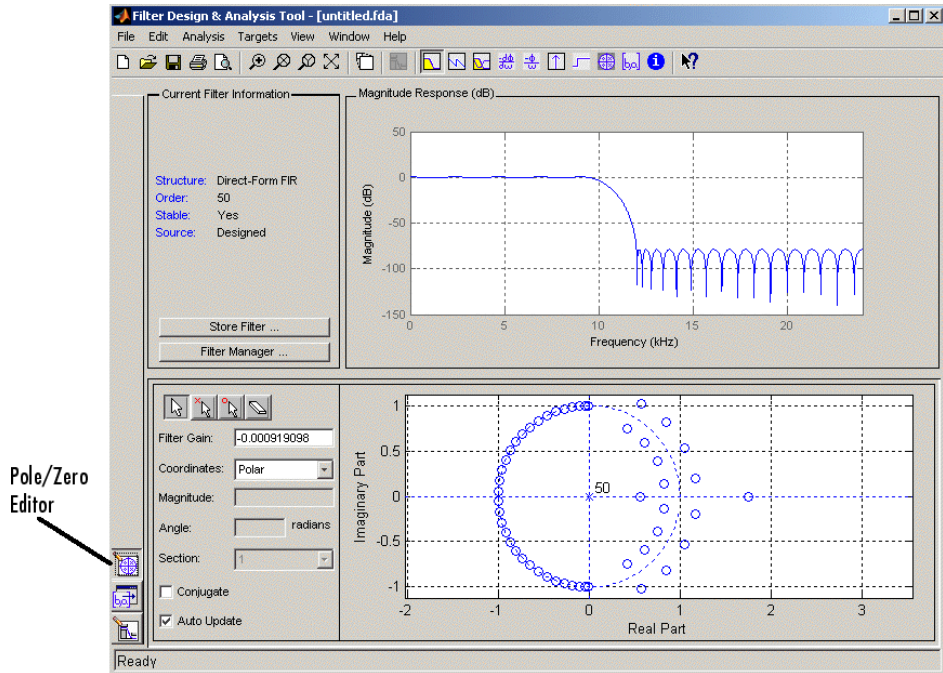 Filter Design & Analysis Tool - [untitled.fda]
File Edit Analysis Targets View Window Help
Current Filter Information
Structure: Direct-Form FIR
Order: 50
Stable: Yes
Source: Designed
Store Filter ...
Filter Manager ...
Magnitude Response (dB)
50
0
-50
-100
-150
Magnitude (dB)
0 5 10 15 20
Frequency (kHz)
Filter Gain: -0.000919098
Coordinates: Polar
Magnitude:
Angle: radians
Section: 1
Conjugate
Auto Update
1
0.5
0
-0.5
-1
Imaginary Part
50
-2 -1 0 1 2 3
Real Part
Pole/Zero
Editor
Ready